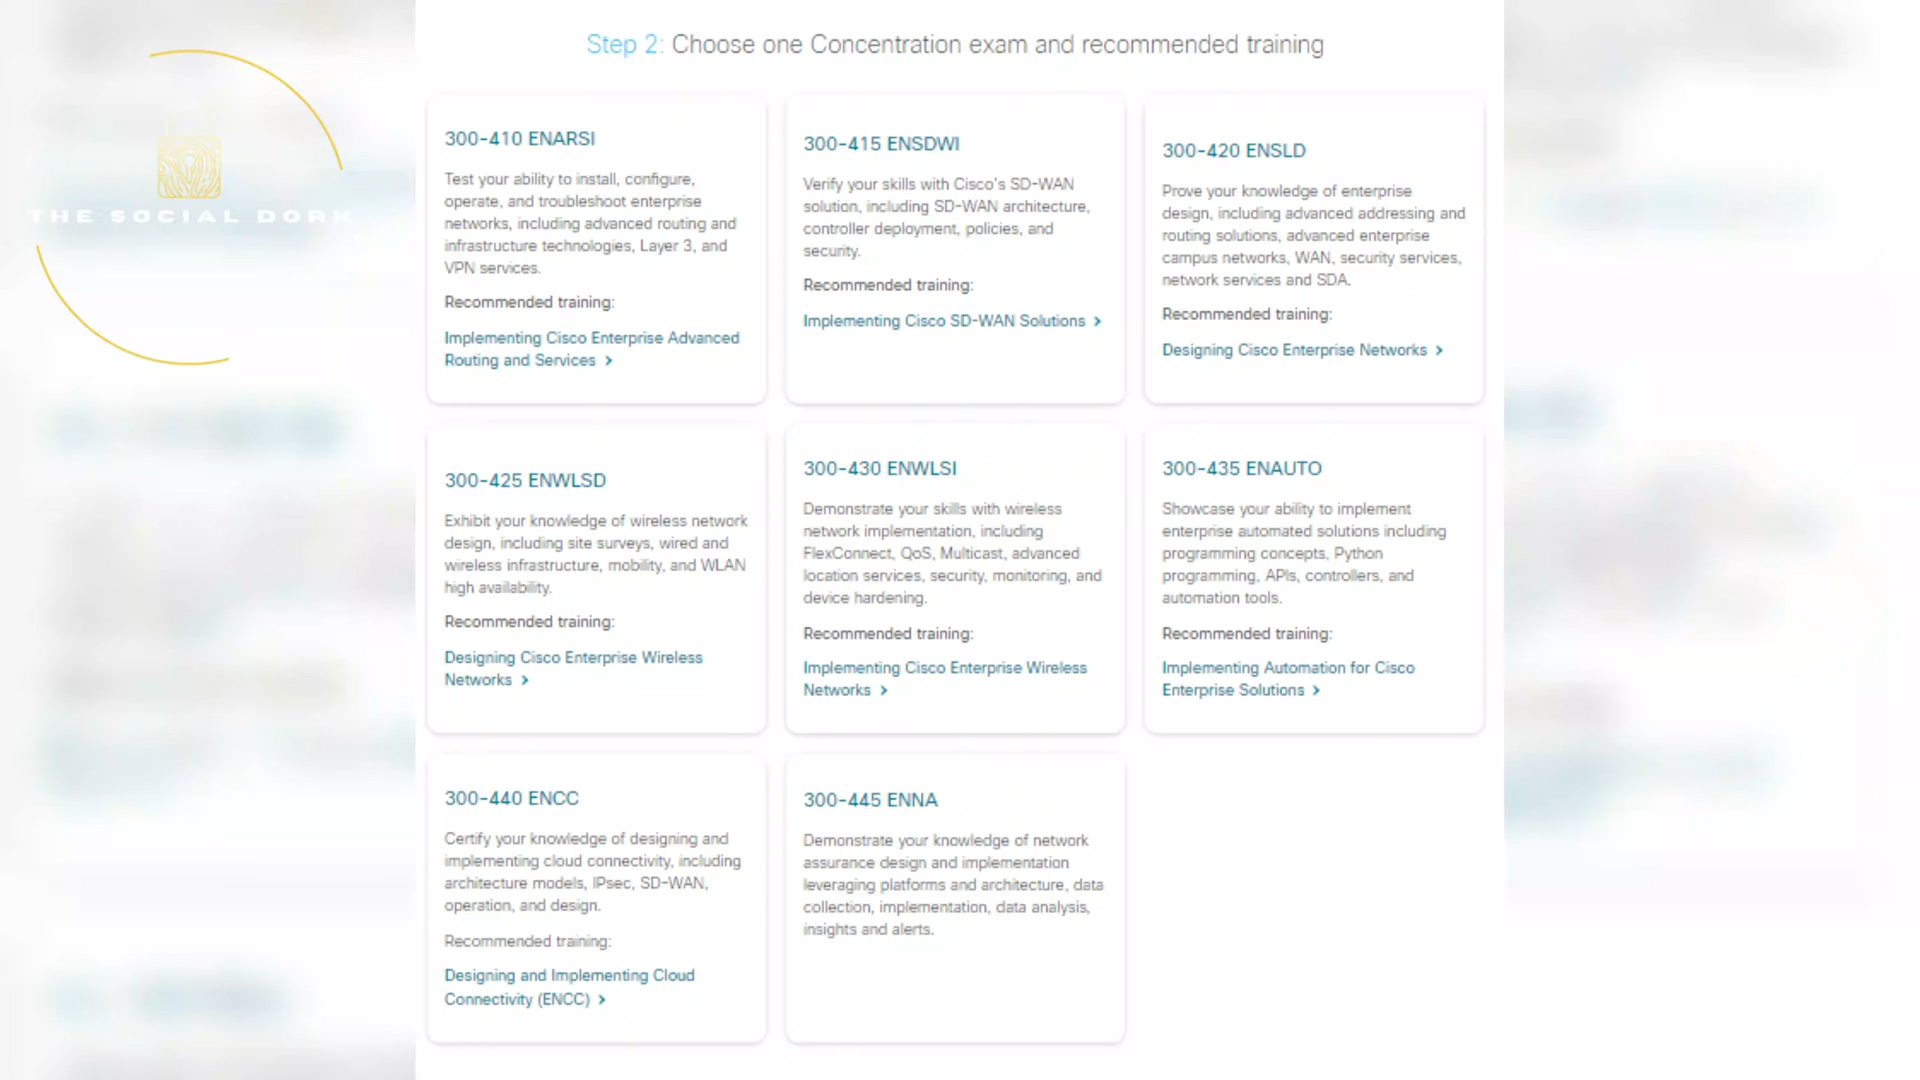 THE SOCIAL DORK
Step 2: Choose one Concentration exam and recommended training
300-410 ENARSI
Test your ability to install, configure,
operate, and troubleshoot enterprise
networks, including advanced routing and
infrastructure technologies, Layer 3, and
VPN services.
Recommended training:
Implementing Cisco Enterprise Advanced
Routing and Services >
300-415 ENSDWI
Verify your skills with Cisco's SD-WAN
solution, including SD-WAN architecture,
controller deployment, policies, and
security.
Recommended training:
Implementing Cisco SD-WAN Solutions >
300-420 ENSLD
Prove your knowledge of enterprise
design, including advanced addressing and
routing solutions, advanced enterprise
campus networks, WAN, security services,
network services and SDA.
Recommended training:
Designing Cisco Enterprise Networks >
300-425 ENWLSD
Exhibit your knowledge of wireless network
design, including site surveys, wired and
wireless infrastructure, mobility, and WLAN
high availability.
Recommended training:
Designing Cisco Enterprise Wireless
Networks >
300-430 ENWLSI
Demonstrate your skills with wireless
network implementation, including
FlexConnect, QoS, Multicast, advanced
location services, security, monitoring, and
device hardening.
Recommended training:
Implementing Cisco Enterprise Wireless
Networks >
300-435 ENAUTO
Showcase your ability to implement
enterprise automated solutions including
programming concepts, Python
programming, APIs, controllers, and
automation tools.
Recommended training:
Implementing Automation for Cisco
Enterprise Solutions >
300-440 ENCC
Certify your knowledge of designing and
implementing cloud connectivity, including
architecture models, IPsec, SD-WAN,
operation, and design.
Recommended training:
Designing and Implementing Cloud
Connectivity (ENCC) >
300-445 ENNA
Demonstrate your knowledge of network
assurance design and implementation
leveraging platforms and architecture, data
collection, implementation, data analysis,
insights and alerts.